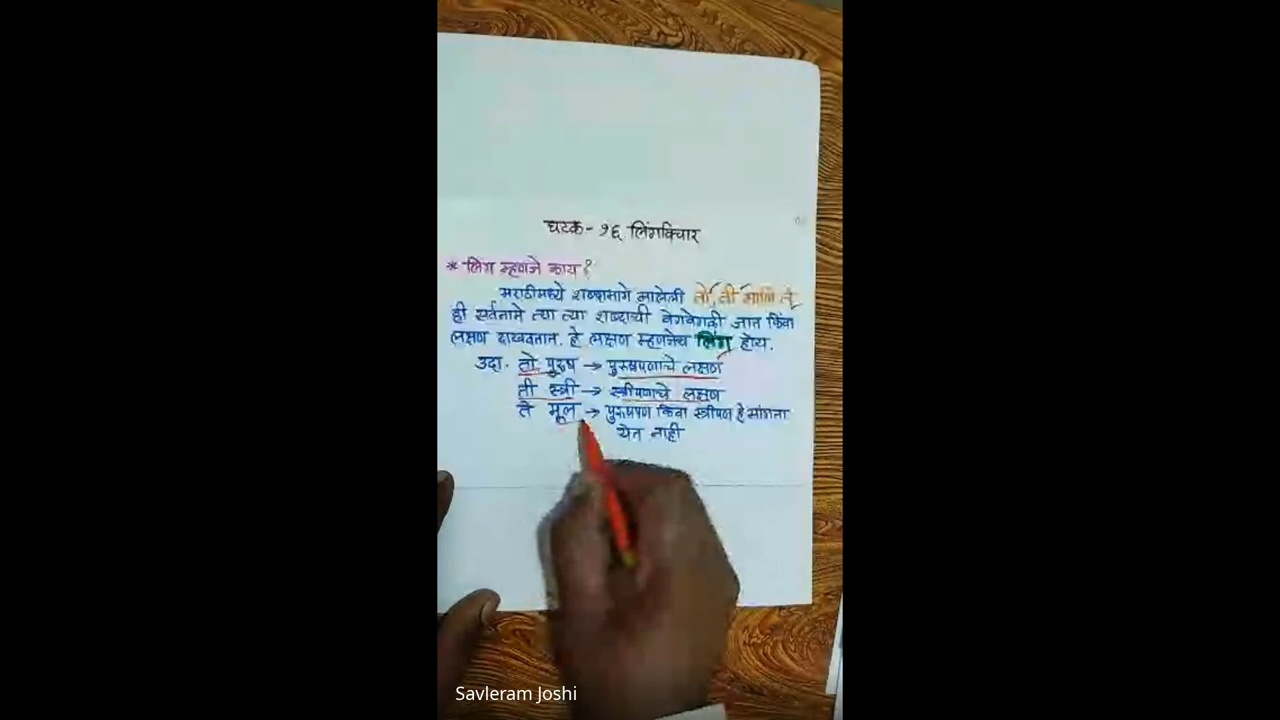 घटक - १६ लिंगविचार
* लिंग म्हणजे काय?
मराठीमध्ये शब्दामागे आलेली तो, ती आणि ते
ही सर्वनामे त्या त्या शब्दाची वेगवेगळी जात किंवा
लक्षण दाखवतात. हे लक्षण म्हणजेच लिंग होय.
उदा. तो पुरुष → पुरुषपणाचे लक्षण
ती स्त्री → स्त्रीपणाचे लक्षण
ते मूल → पुरुषपण किंवा स्त्रीपण हे सांगता
येत नाही
Savleram Joshi